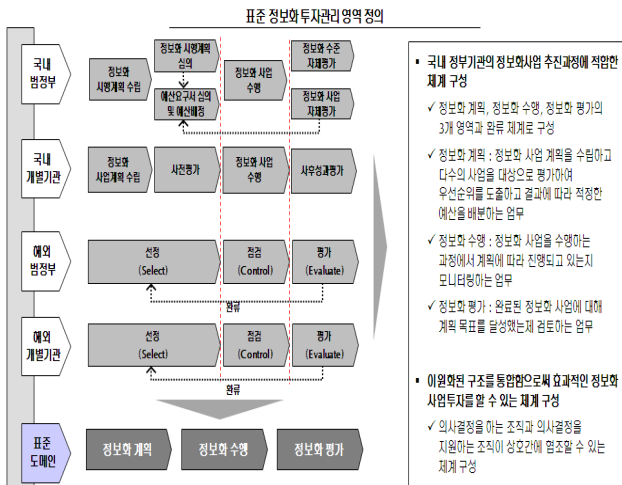 표준 정보화 투자관리 영역 정의
국내
범정부
정보화
시행계획 수립
정보화 시행계획
심의
예산요구서 심의
및 예산배정
정보화 사업
수행
정보화 수준
자체평가
정보화 사업
자체평가
국내
개별기관
정보화
사업계획 수립
사전평가
정보화 사업
수행
사후성과평가
해외
범정부
선정
(Select)
점검
(Control)
평가
(Evaluate)
환류
해외
개별기관
선정
(Select)
점검
(Control)
평가
(Evaluate)
환류
표준
도메인
정보화 계획
정보화 수행
정보화 평가
▪ 국내 정부기관의 정보화사업 추진과정에 적합한
체계 구성
✓ 정보화 계획, 정보화 수행, 정보화 평가의
3개 영역과 환류 체계로 구성
✓ 정보화 계획 : 정보화 사업 계획을 수립하고
다수의 사업을 대상으로 평가하여
우선순위를 도출하고 결과에 따라 적정한
예산을 배분하는 업무
✓ 정보화 수행 : 정보화 사업을 수행하는
과정에서 계획에 따라 진행되고 있는지
모니터링하는 업무
✓ 정보화 평가 : 완료된 정보화 사업에 대해
계획 목표를 달성했는제 검토하는 업무
▪ 이원화된 구조를 통합함으로써 효과적인 정보화
사업투자를 할 수 있는 체계 구성
✓ 의사결정을 하는 조직과 의사결정을
지원하는 조직이 상호간에 협조할 수 있는
체계 구성